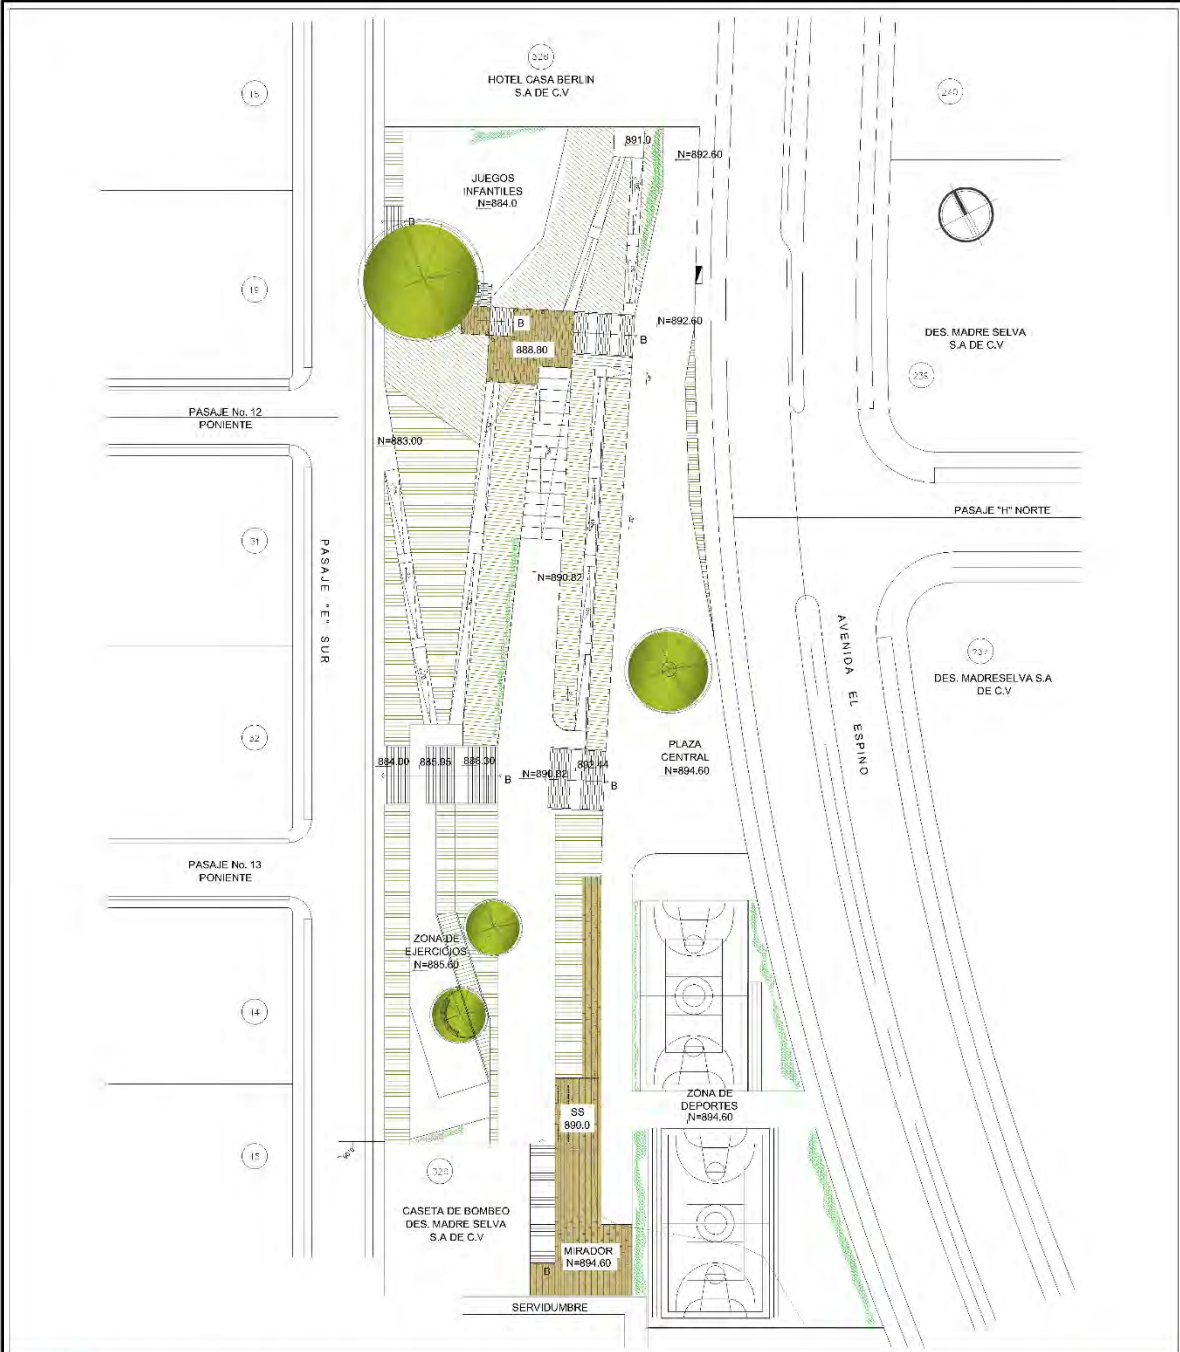 328
HOTEL CASA BERLIN
S.A DE C.V
15
240
891.0
N=892.60
JUEGOS
INFANTILES
N=884.0
B
19
N=892.60
B
B
888.80
DES. MADRE SELVA
S.A DE C.V
PASAJE No. 12
PONIENTE
N=883.00
PASAJE "H" NORTE
31
PASAJE "E" SUR
N=890.82
AVENIDA EL ESPINO
237
DES. MADRESELVA S.A
DE C.V
32
PLAZA
CENTRAL
N=894.60
884.00
885.95
888.30
B
N=890.82
892.44
B
PASAJE No. 13
PONIENTE
ZONA DE
EJERCICIOS
N=885.60
44
ZONA DE
DEPORTES
N=894.60
SS
890.0
45
CASETA DE BOMBEO
DES. MADRE SELVA
S.A DE C.V
MIRADOR
N=894.60
B
SERVIDUMBRE